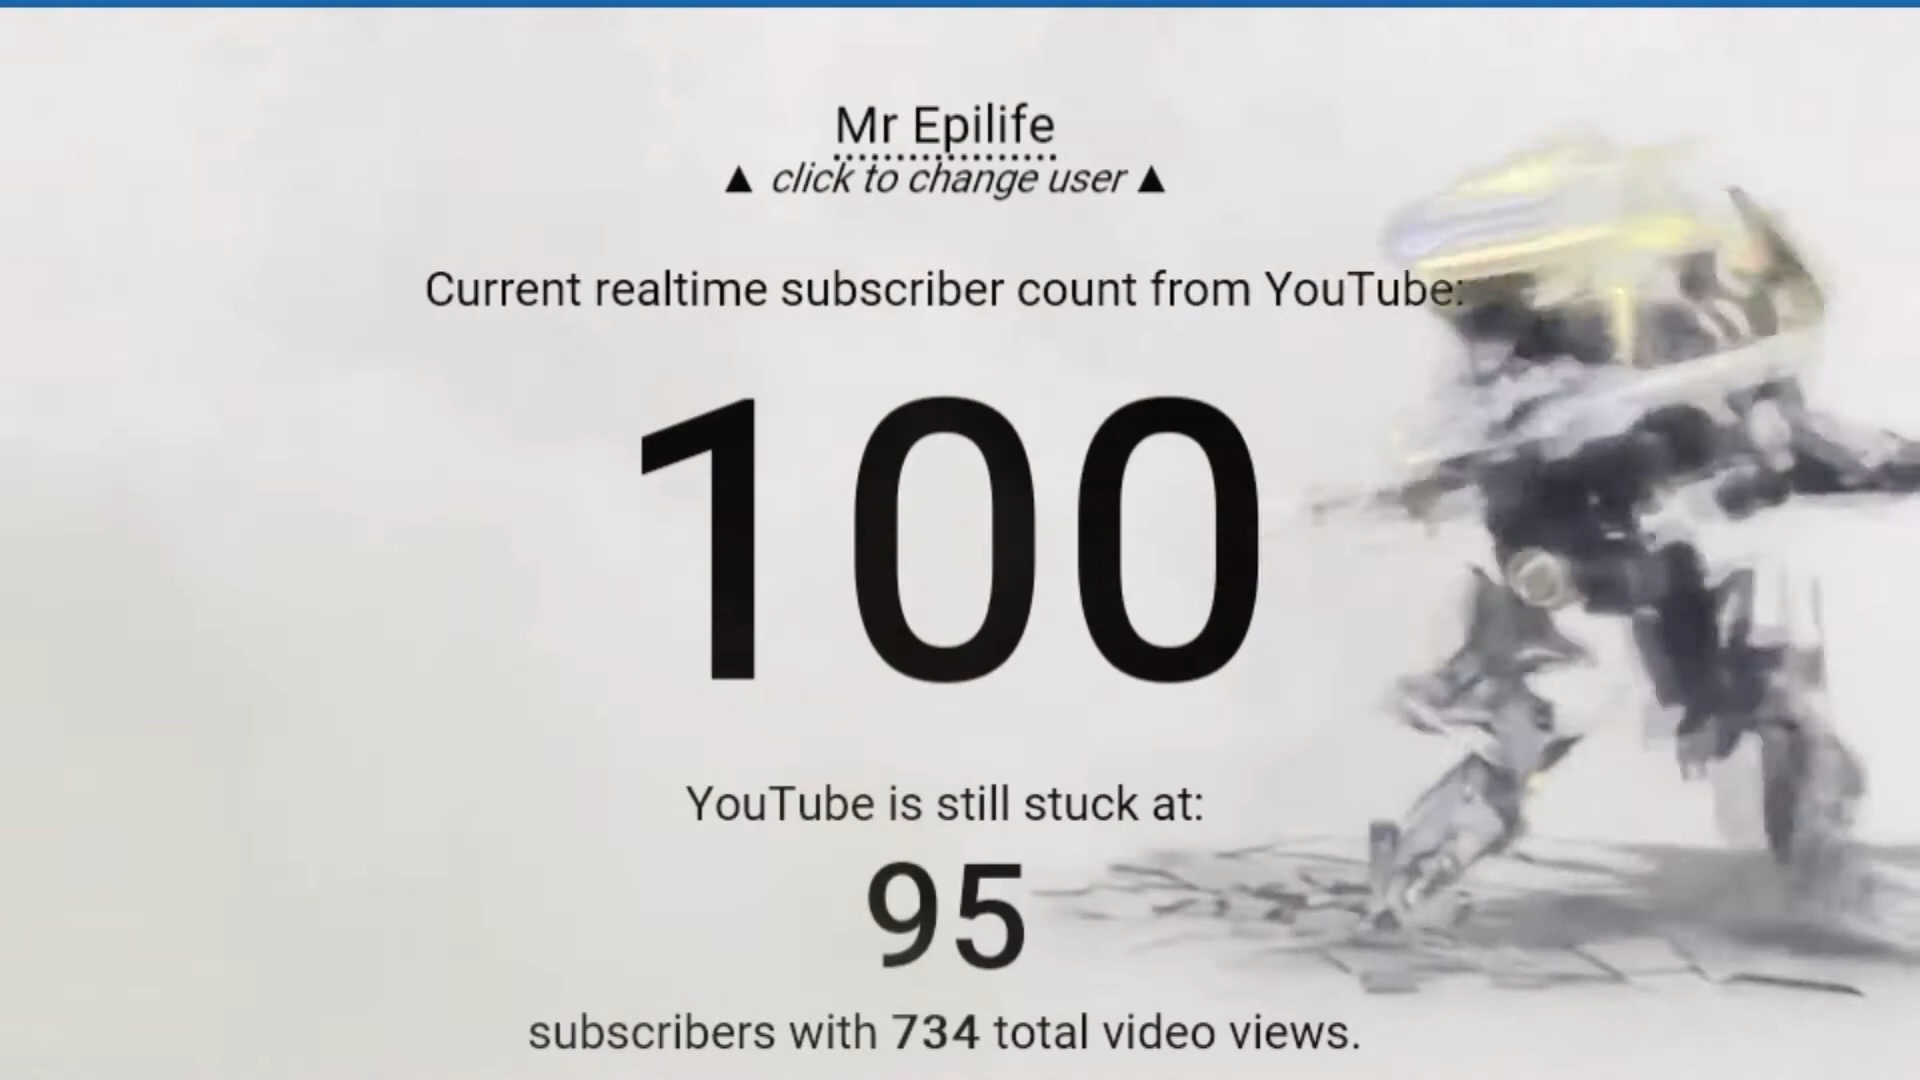 Mr Epilife
▲ click to change user ▲
Current realtime subscriber count from YouTube:
100
YouTube is still stuck at:
95
subscribers with 734 total video views.